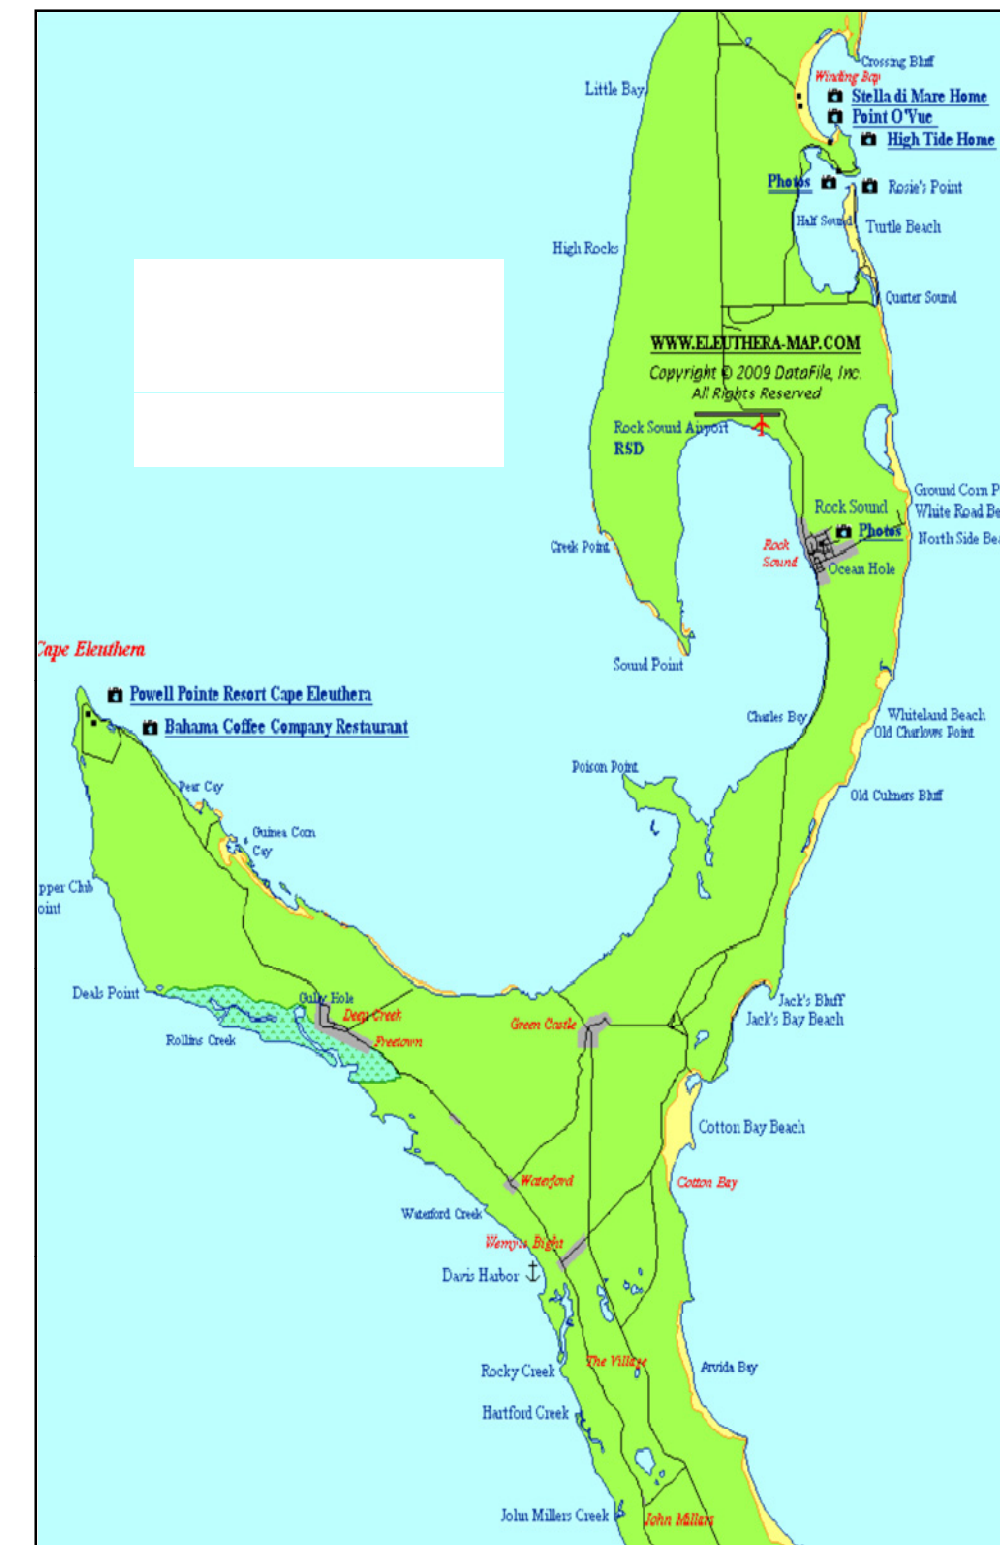 Crossing Bluff
Winding Bay
Little Bay
Stella di Mare Home
Point O'Vue
High Tide Home
Photos
Rosie's Point
Half Sound
Turtle Beach
High Rocks
Quarter Sound
WWW.ELEUTHERA-MAP.COM
Copyright © 2009 DataFile, Inc.
All Rights Reserved
Rock Sound Airport
RSD
Ground Corn P
Rock Sound
White Road Be
Photos
North Side Bea
Rock
Sound
Creek Point
Ocean Hole
Cape Eleuthera
Sound Point
Powell Pointe Resort Cape Eleuthera
Bahama Coffee Company Restaurant
Charles Bay
Whiteland Beach
Old Charlows Point
Poison Point
Pear Cay
Old Culmers Bluff
Guinea Corn
Cay
pper Club
oint
Deals Point
Gully Hole
Jack's Bluff
Deep Creek
Green Castle
Jack's Bay Beach
Rollins Creek
Freetown
Cotton Bay Beach
Waterford
Cotton Bay
Waterford Creek
Wemyss Bight
Davis Harbor
The Village
Rocky Creek
Arvida Bay
Hartford Creek
John Millers Creek
John Millars